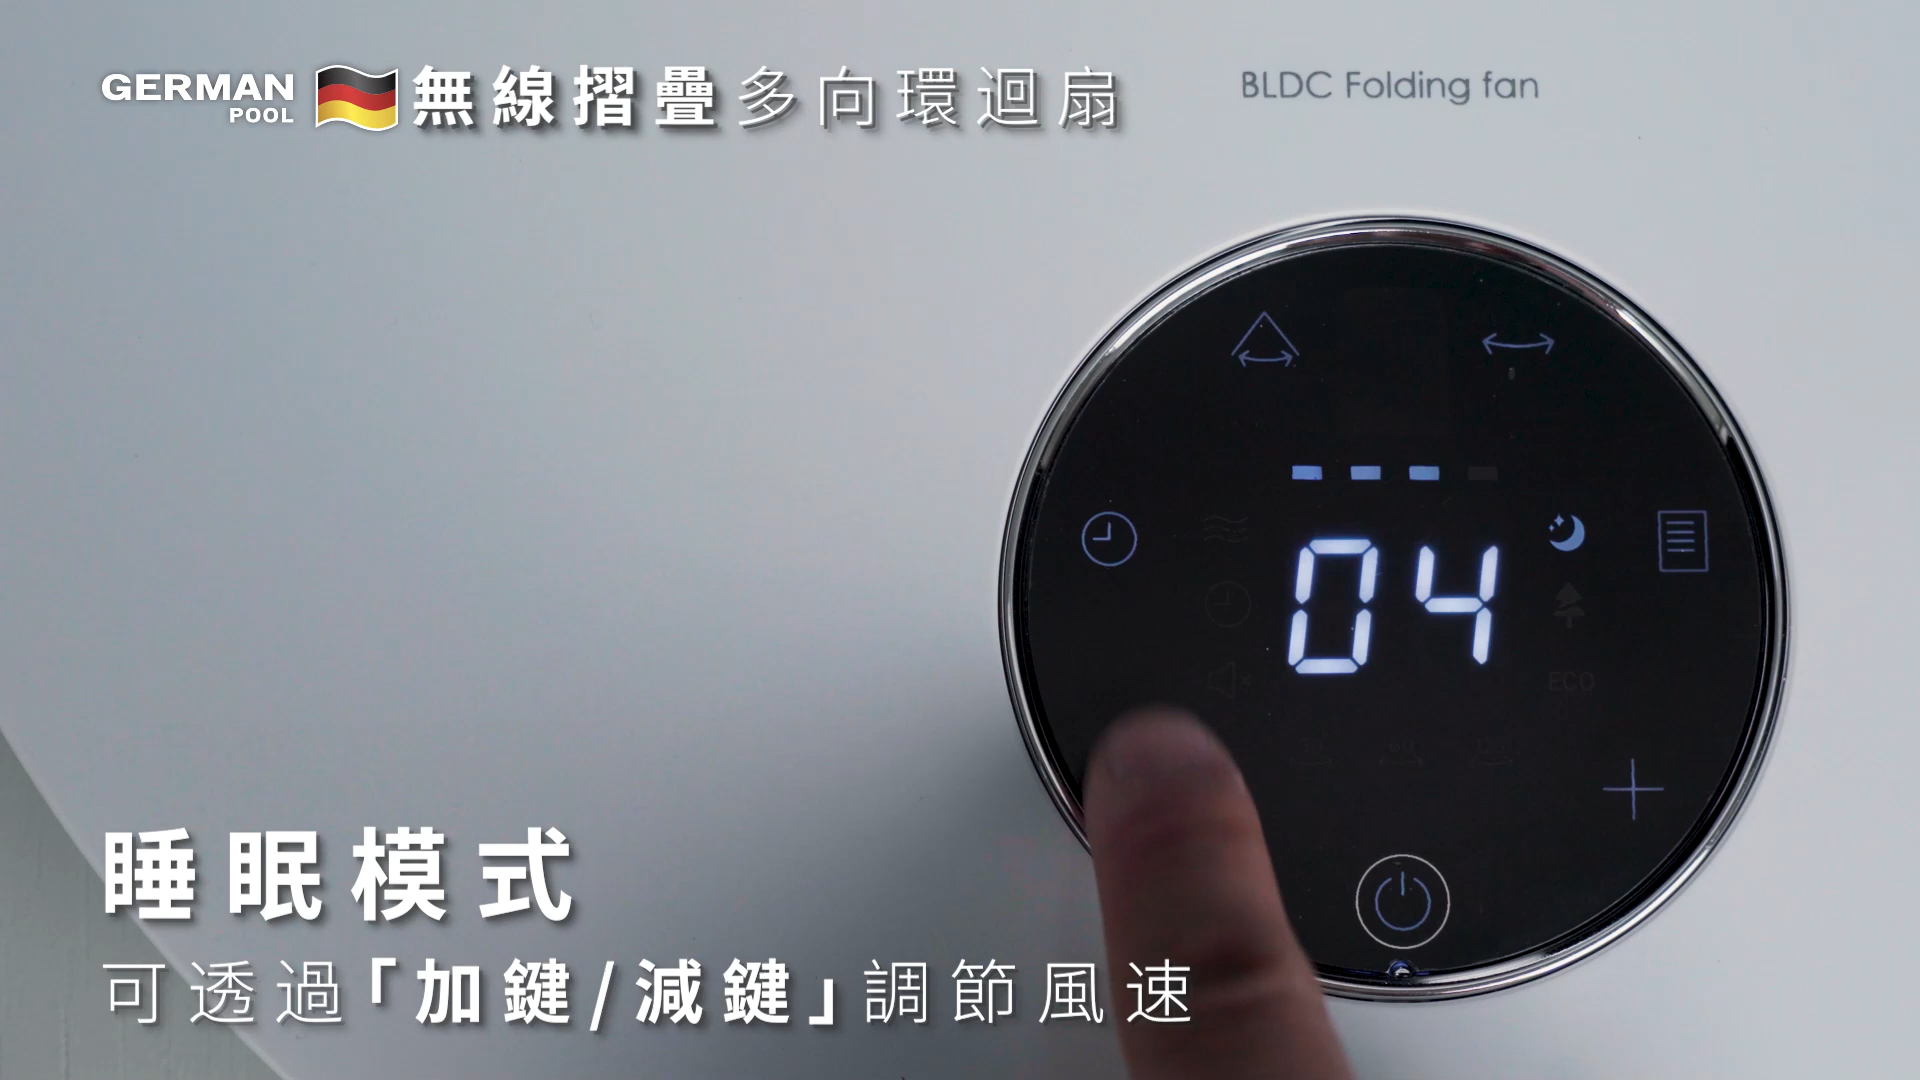 GERMAN
POOL
無線摺疊多向環迴扇
BLDC Folding fan
04
ECO
睡眠模式
可透過「加鍵/減鍵」調節風速